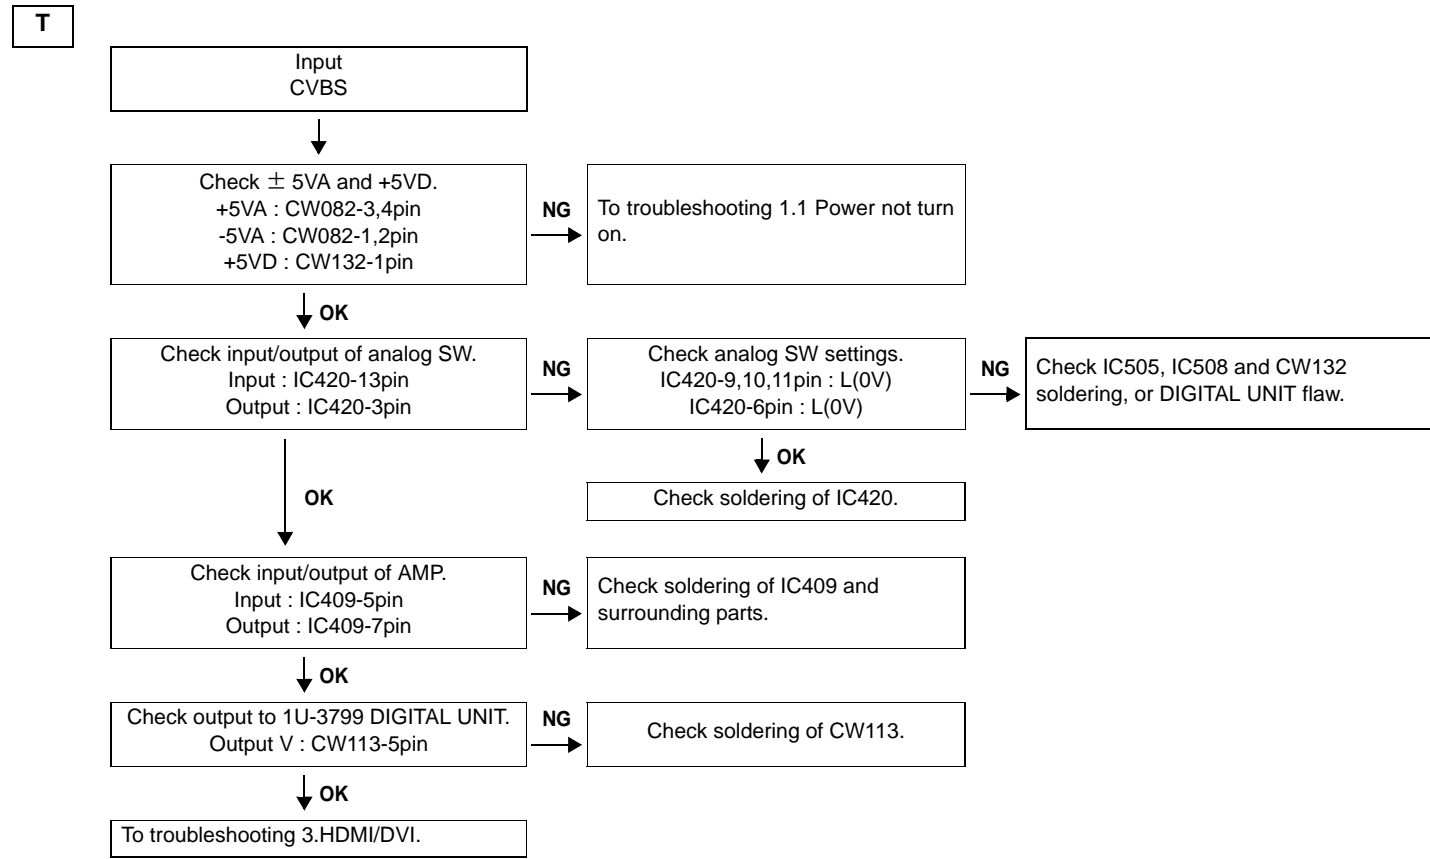 T
Input
CVBS
Check ± 5VA and +5VD.
+5VA : CW082-3,4pin
-5VA : CW082-1,2pin
+5VD : CW132-1pin
NG
To troubleshooting 1.1 Power not turn
on.
OK
Check input/output of analog SW.
Input : IC420-13pin
Output : IC420-3pin
NG
Check analog SW settings.
IC420-9,10,11pin : L(0V)
IC420-6pin : L(0V)
NG
Check IC505, IC508 and CW132
soldering, or DIGITAL UNIT flaw.
OK
Check soldering of IC420.
OK
Check input/output of AMP.
Input : IC409-5pin
Output : IC409-7pin
NG
Check soldering of IC409 and
surrounding parts.
OK
Check output to 1U-3799 DIGITAL UNIT.
Output V : CW113-5pin
NG
Check soldering of CW113.
OK
To troubleshooting 3.HDMI/DVI.